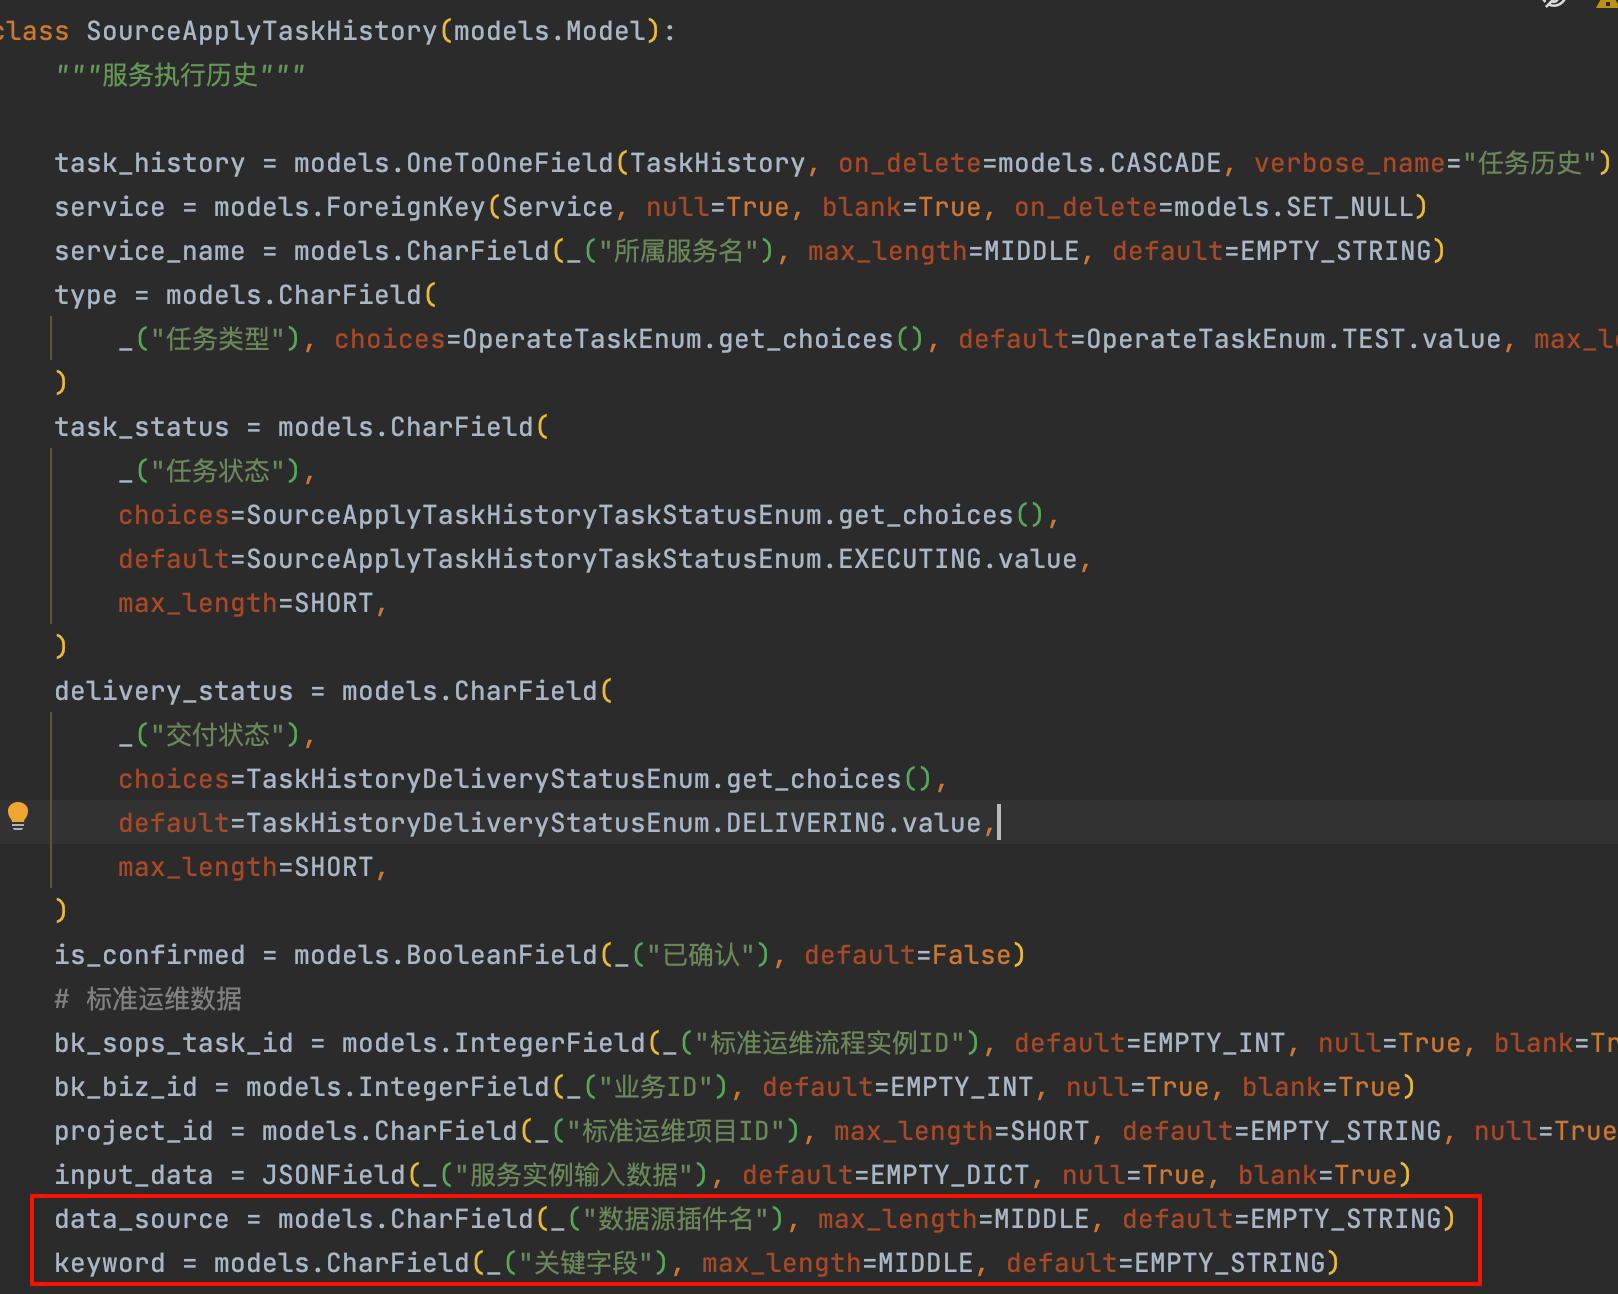 class SourceApplyTaskHistory(models.Model):
"""服务执行历史"""
task_history = models.OneToOneField(TaskHistory, on_delete=models.CASCADE, verbose_name="任务历史")
service = models.ForeignKey(Service, null=True, blank=True, on_delete=models.SET_NULL)
service_name = models.CharField(_("所属服务名"), max_length=MIDDLE, default=EMPTY_STRING)
type = models.CharField(
_("任务类型"), choices=OperateTaskEnum.get_choices(), default=OperateTaskEnum.TEST.value, max_l
)
task_status = models.CharField(
_("任务状态"),
choices=SourceApplyTaskHistoryTaskStatusEnum.get_choices(),
default=SourceApplyTaskHistoryTaskStatusEnum.EXECUTING.value,
max_length=SHORT,
)
delivery_status = models.CharField(
_("交付状态"),
choices=TaskHistoryDeliveryStatusEnum.get_choices(),
default=TaskHistoryDeliveryStatusEnum.DELIVERING.value,
max_length=SHORT,
)
is_confirmed = models.BooleanField(_("已确认"), default=False)
# 标准运维数据
bk_sops_task_id = models.IntegerField(_("标准运维流程实例ID"), default=EMPTY_INT, null=True, blank=Tr
bk_biz_id = models.IntegerField(_("业务ID"), default=EMPTY_INT, null=True, blank=True)
project_id = models.CharField(_("标准运维项目ID"), max_length=SHORT, default=EMPTY_STRING, null=True
input_data = JSONField(_("服务实例输入数据"), default=EMPTY_DICT, null=True, blank=True)
data_source = models.CharField(_("数据源插件名"), max_length=MIDDLE, default=EMPTY_STRING)
keyword = models.CharField(_("关键字段"), max_length=MIDDLE, default=EMPTY_STRING)